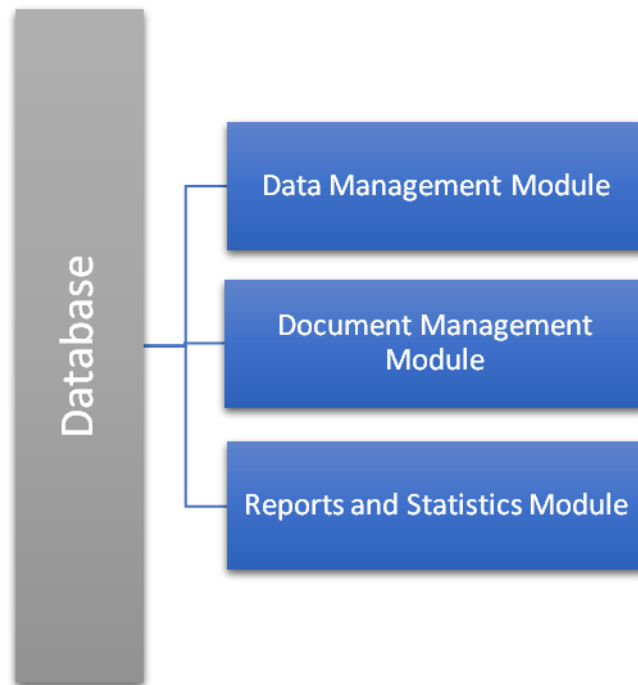 Database
Data Management Module
Document Management
Module
Reports and Statistics Module